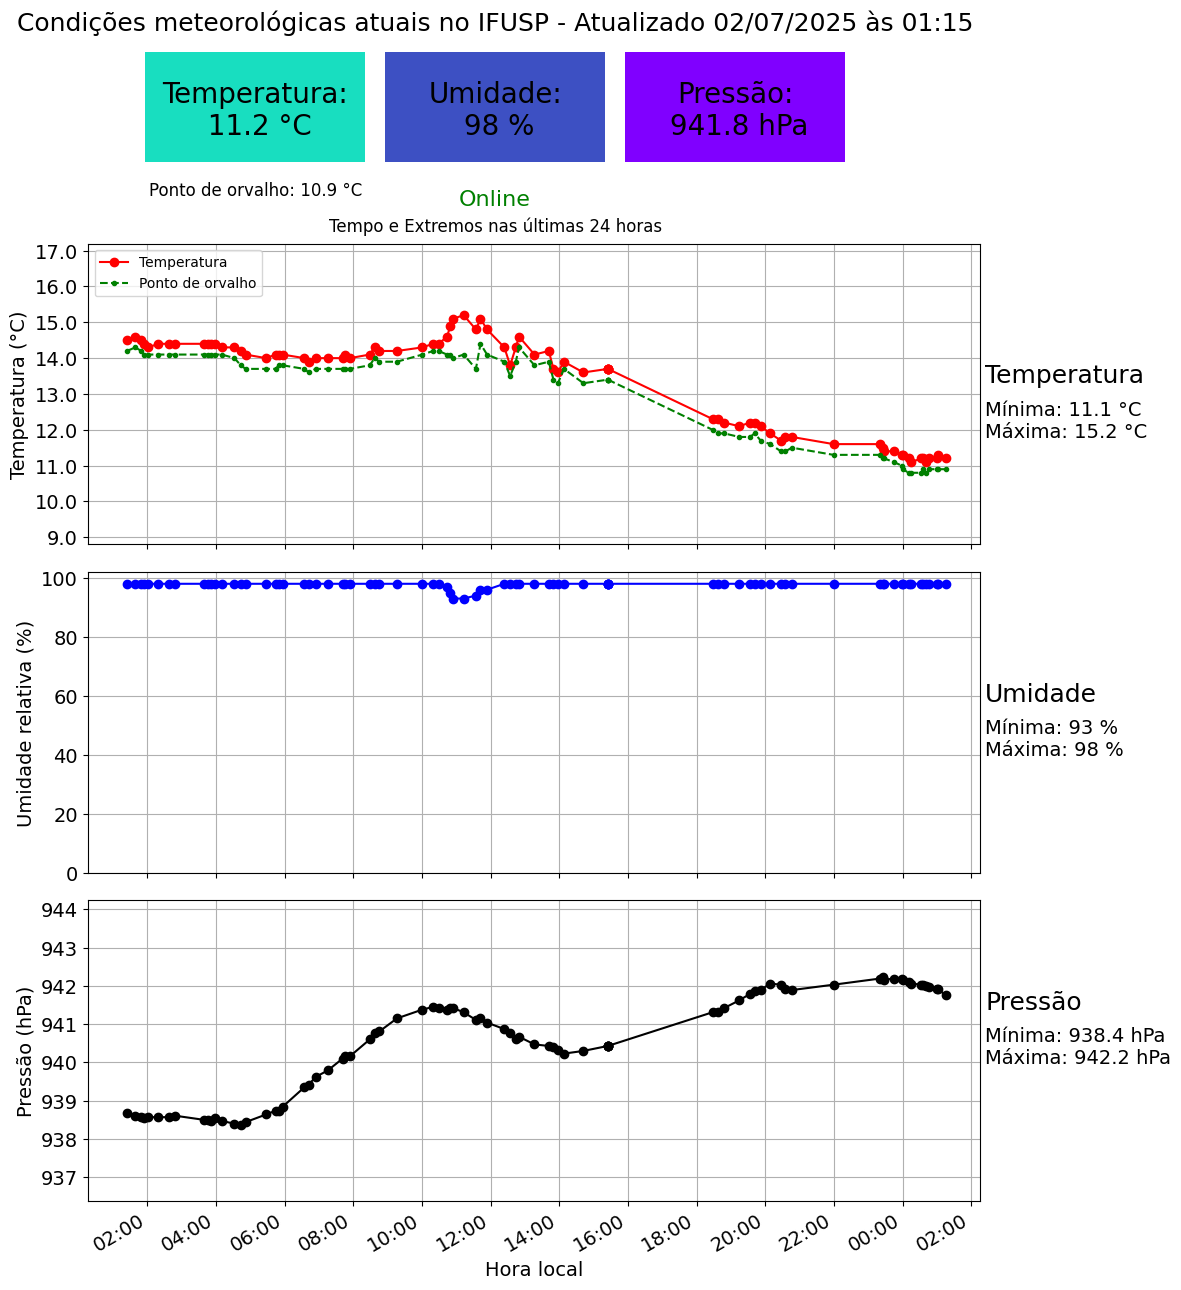 Condições meteorológicas atuais no IFUSP - Atualizado 02/07/2025 às 01:15
Temperatura:
11.2 °C
Umidade:
98 %
Pressão:
941.8 hPa
Ponto de orvalho: 10.9 °C
Online
Tempo e Extremos nas últimas 24 horas
Temperatura (°C)
17.0
16.0
15.0
14.0
13.0
12.0
11.0
10.0
9.0
Temperatura
Ponto de orvalho
Temperatura
Mínima: 11.1 °C
Máxima: 15.2 °C
Umidade relativa (%)
100
80
60
40
20
0
Umidade
Mínima: 93 %
Máxima: 98 %
Pressão (hPa)
944
943
942
941
940
939
938
937
Pressão
Mínima: 938.4 hPa
Máxima: 942.2 hPa
02:00 04:00 06:00 08:00 10:00 12:00 14:00 16:00 18:00 20:00 22:00 00:00 02:00
Hora local